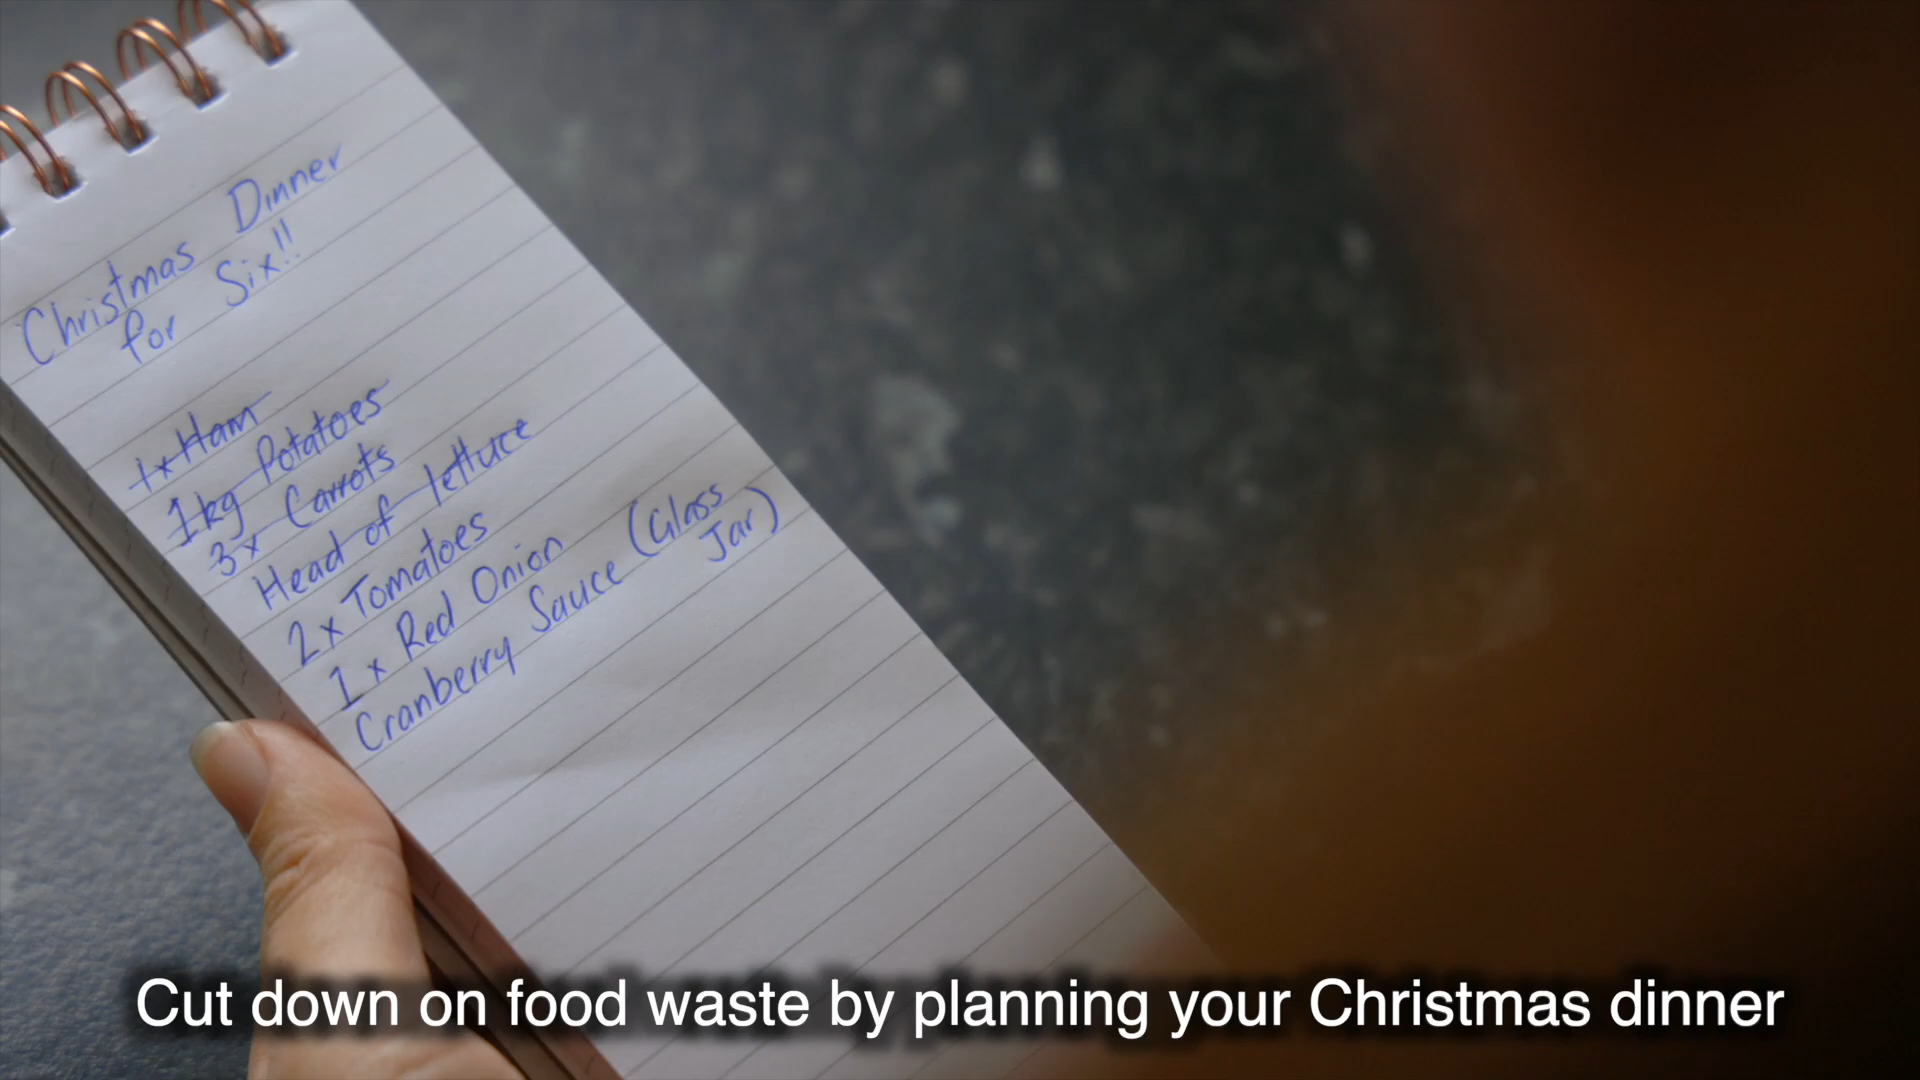 Christmas Dinner
for Six!!
1x Ham
1kg Potatoes
3x Carrots
Head of lettuce
2x Tomatoes
1x Red Onion
Cranberry Sauce (Glass
Jar)
Cut down on food waste by planning your Christmas dinner